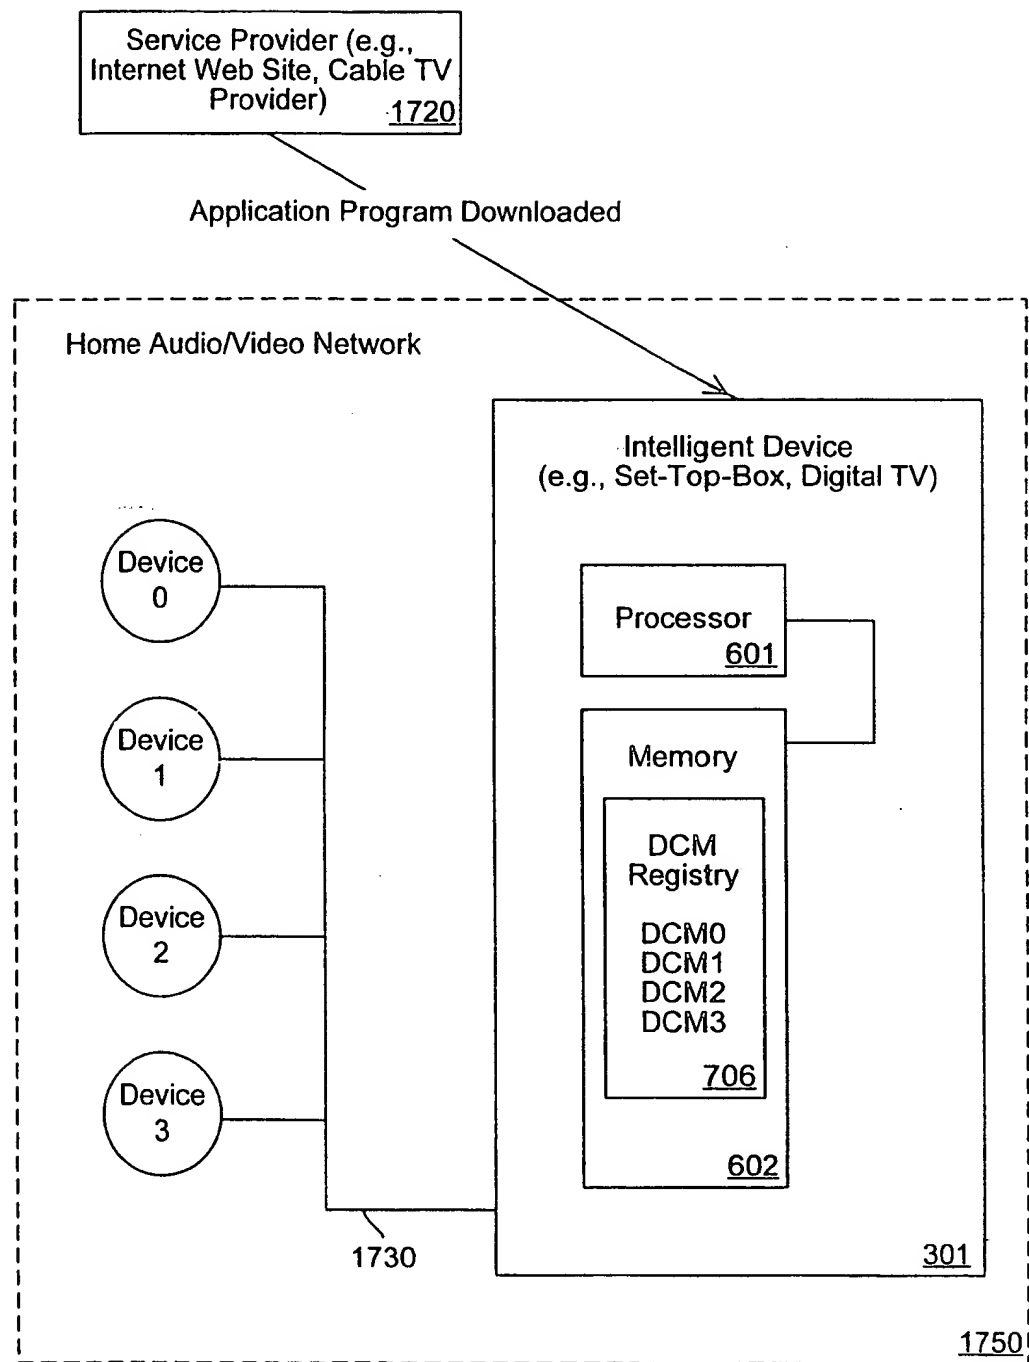 Service Provider (e.g.,
Internet Web Site, Cable TV
Provider)
1720
Application Program Downloaded
Home Audio/Video Network
Intelligent Device
(e.g., Set-Top-Box, Digital TV)
Device
0
Processor
601
Device
1
Memory
DCM
Registry
DCM0
DCM1
DCM2
DCM3
706
Device
2
Device
3
602
1730
301
1750